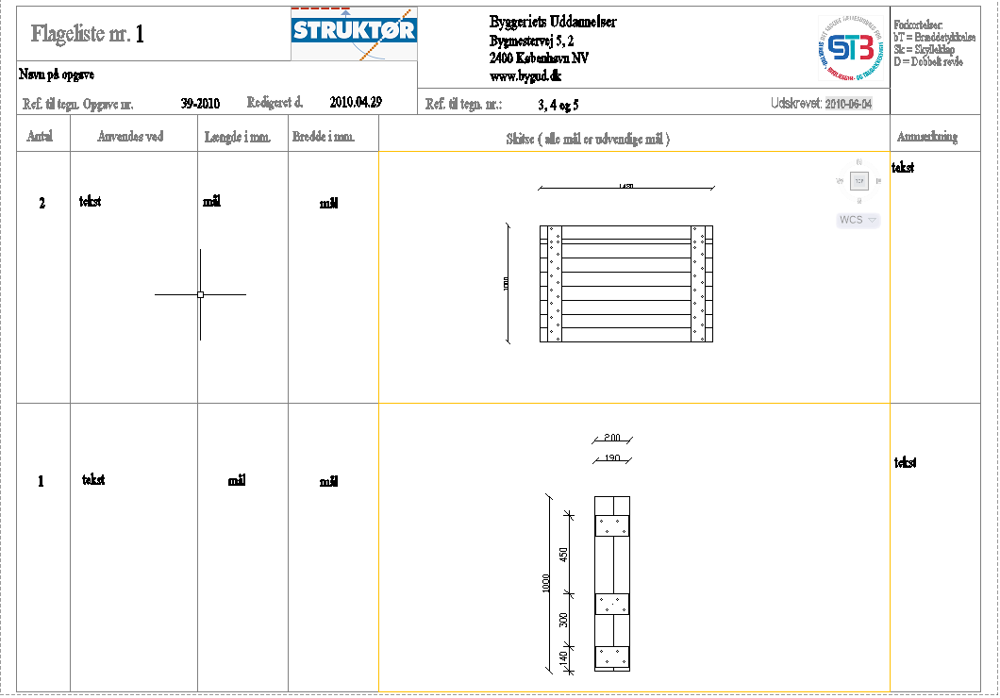 Flageliste nr. 1
STRUKTØR
Byggeriets Uddannelser
Bygmestervej 5, 2
2400 København NV
www.bygud.dk
Forkortelser:
bT = Bræddetykkelse
Sk = Skylleklap
D = Dobbelt revle
Navn på opgave
Ref. til tegn. Opgave nr. 39-2010 Redigeret d. 2010.04.29 Ref. til tegn. nr.: 3, 4 og 5 Udskrevet: 2010-06-04
Antal Anvendes ved Længde i mm. Bredde i mm. Skitse ( alle mål er udvendige mål ) Anmærkning
tekst
TOP
WCS
2 tekst mål mål
1000
200
190
tekst
1 tekst mål mål
1000
450
300
140